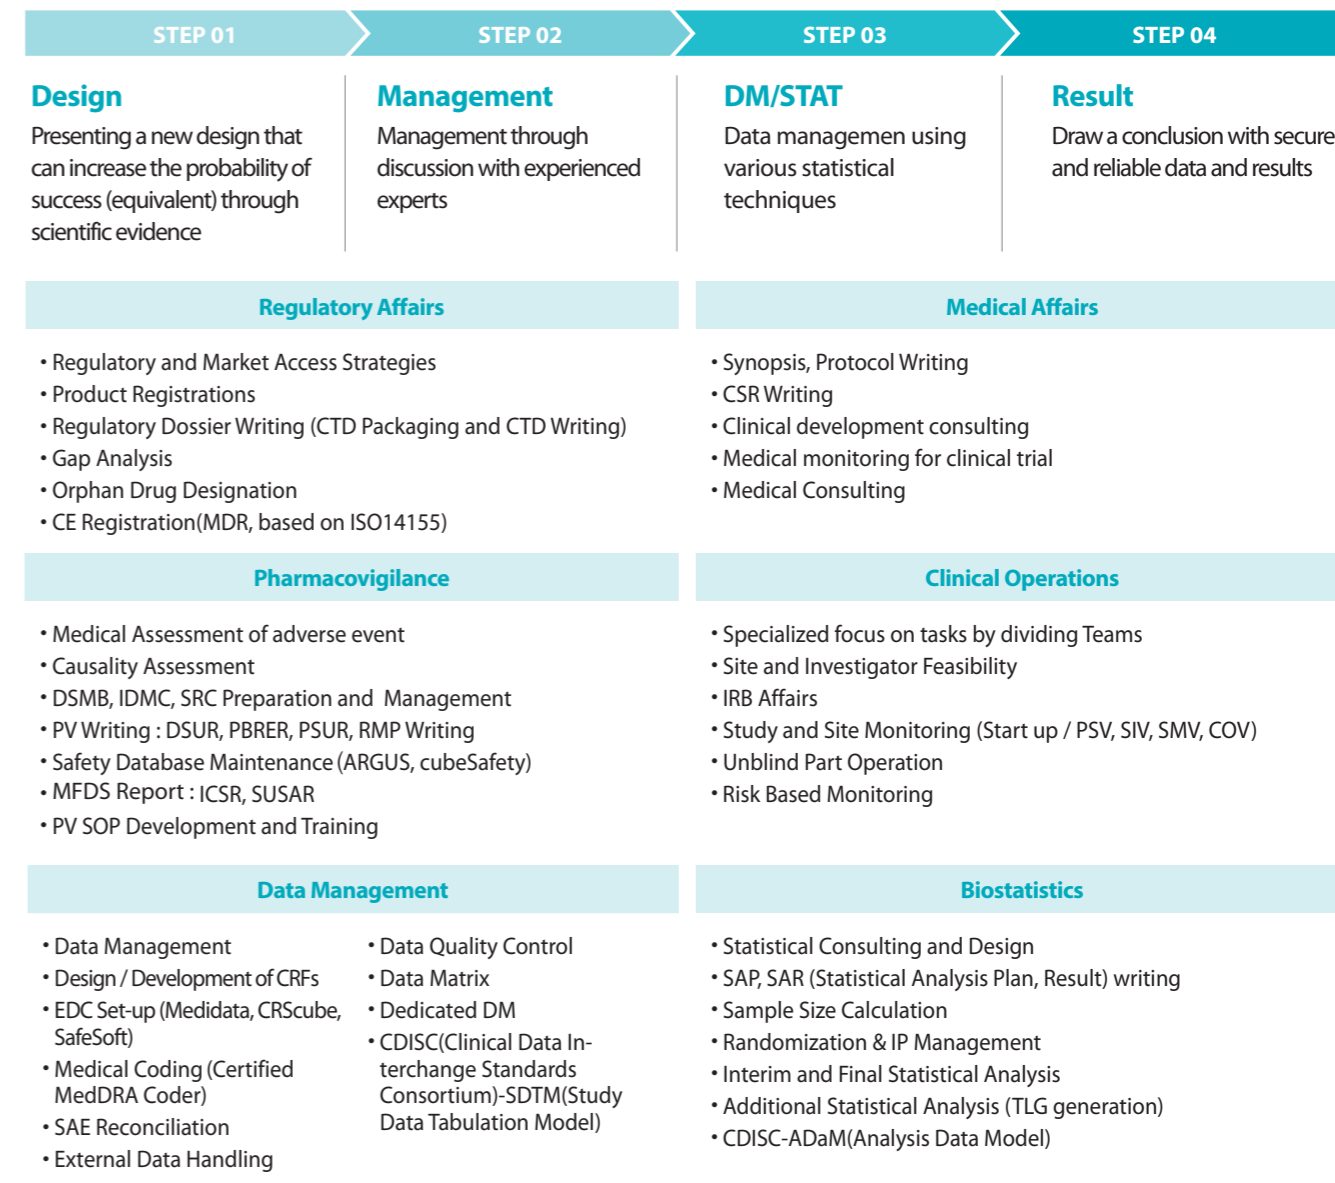 STEP 01
STEP 02
STEP 03
STEP 04
Design
Presenting a new design that
can increase the probability of
success (equivalent) through
scientific evidence
Management
Management through
discussion with experienced
experts
DM/STAT
Data managemen using
various statistical
techniques
Result
Draw a conclusion with secure
and reliable data and results
Regulatory Affairs
• Regulatory and Market Access Strategies
• Product Registrations
• Regulatory Dossier Writing (CTD Packaging and CTD Writing)
• Gap Analysis
• Orphan Drug Designation
• CE Registration(MDR, based on ISO14155)
Medical Affairs
• Synopsis, Protocol Writing
• CSR Writing
• Clinical development consulting
• Medical monitoring for clinical trial
• Medical Consulting
Pharmacovigilance
• Medical Assessment of adverse event
• Causality Assessment
• DSMB, IDMC, SRC Preparation and Management
• PV Writing : DSUR, PBRER, PSUR, RMP Writing
• Safety Database Maintenance (ARGUS, cubeSafety)
• MFDS Report : ICSR, SUSAR
• PV SOP Development and Training
Clinical Operations
• Specialized focus on tasks by dividing Teams
• Site and Investigator Feasibility
• IRB Affairs
• Study and Site Monitoring (Start up / PSV, SIV, SMV, COV)
• Unblind Part Operation
• Risk Based Monitoring
Data Management
• Data Management
• Design / Development of CRFs
• EDC Set-up (Medidata, CRScube,
SafeSoft)
• Medical Coding (Certified
MedDRA Coder)
• SAE Reconciliation
• External Data Handling
• Data Quality Control
• Data Matrix
• Dedicated DM
• CDISC(Clinical Data In-
terchange Standards
Consortium)-SDTM(Study
Data Tabulation Model)
Biostatistics
• Statistical Consulting and Design
• SAP, SAR (Statistical Analysis Plan, Result) writing
• Sample Size Calculation
• Randomization & IP Management
• Interim and Final Statistical Analysis
• Additional Statistical Analysis (TLG generation)
• CDISC-ADaM(Analysis Data Model)